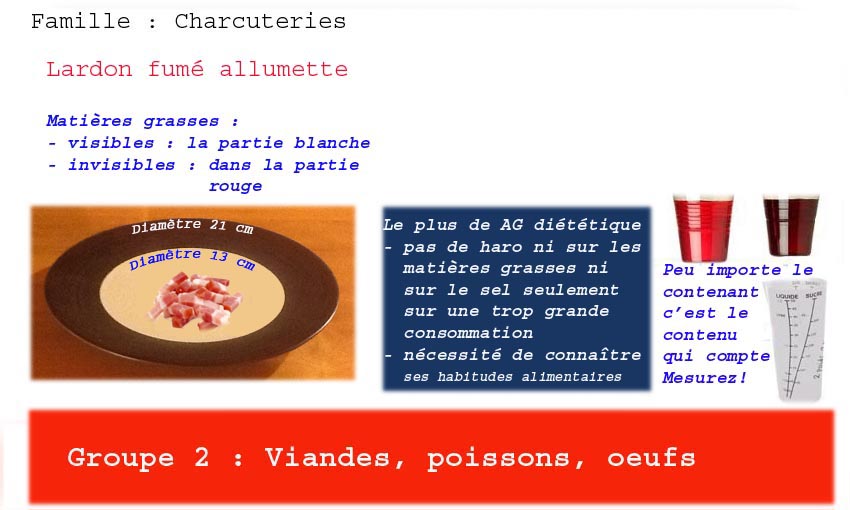 Famille : Charcuteries
Lardon fumé allumette
Matières grasses :
- visibles : la partie blanche
- invisibles : dans la partie
rouge
Diamètre 21 cm
Diamètre 13 cm
Le plus de AG diététique
- pas de haro ni sur les
matières grasses ni
sur le sel seulement
sur une trop grande
consommation
- nécessité de connaître
ses habitudes alimentaires
Peu importe le
contenant
c'est le
contenu
qui compte
Mesurez!
LIQUIDE SUCRE
Groupe 2 : Viandes, poissons, oeufs